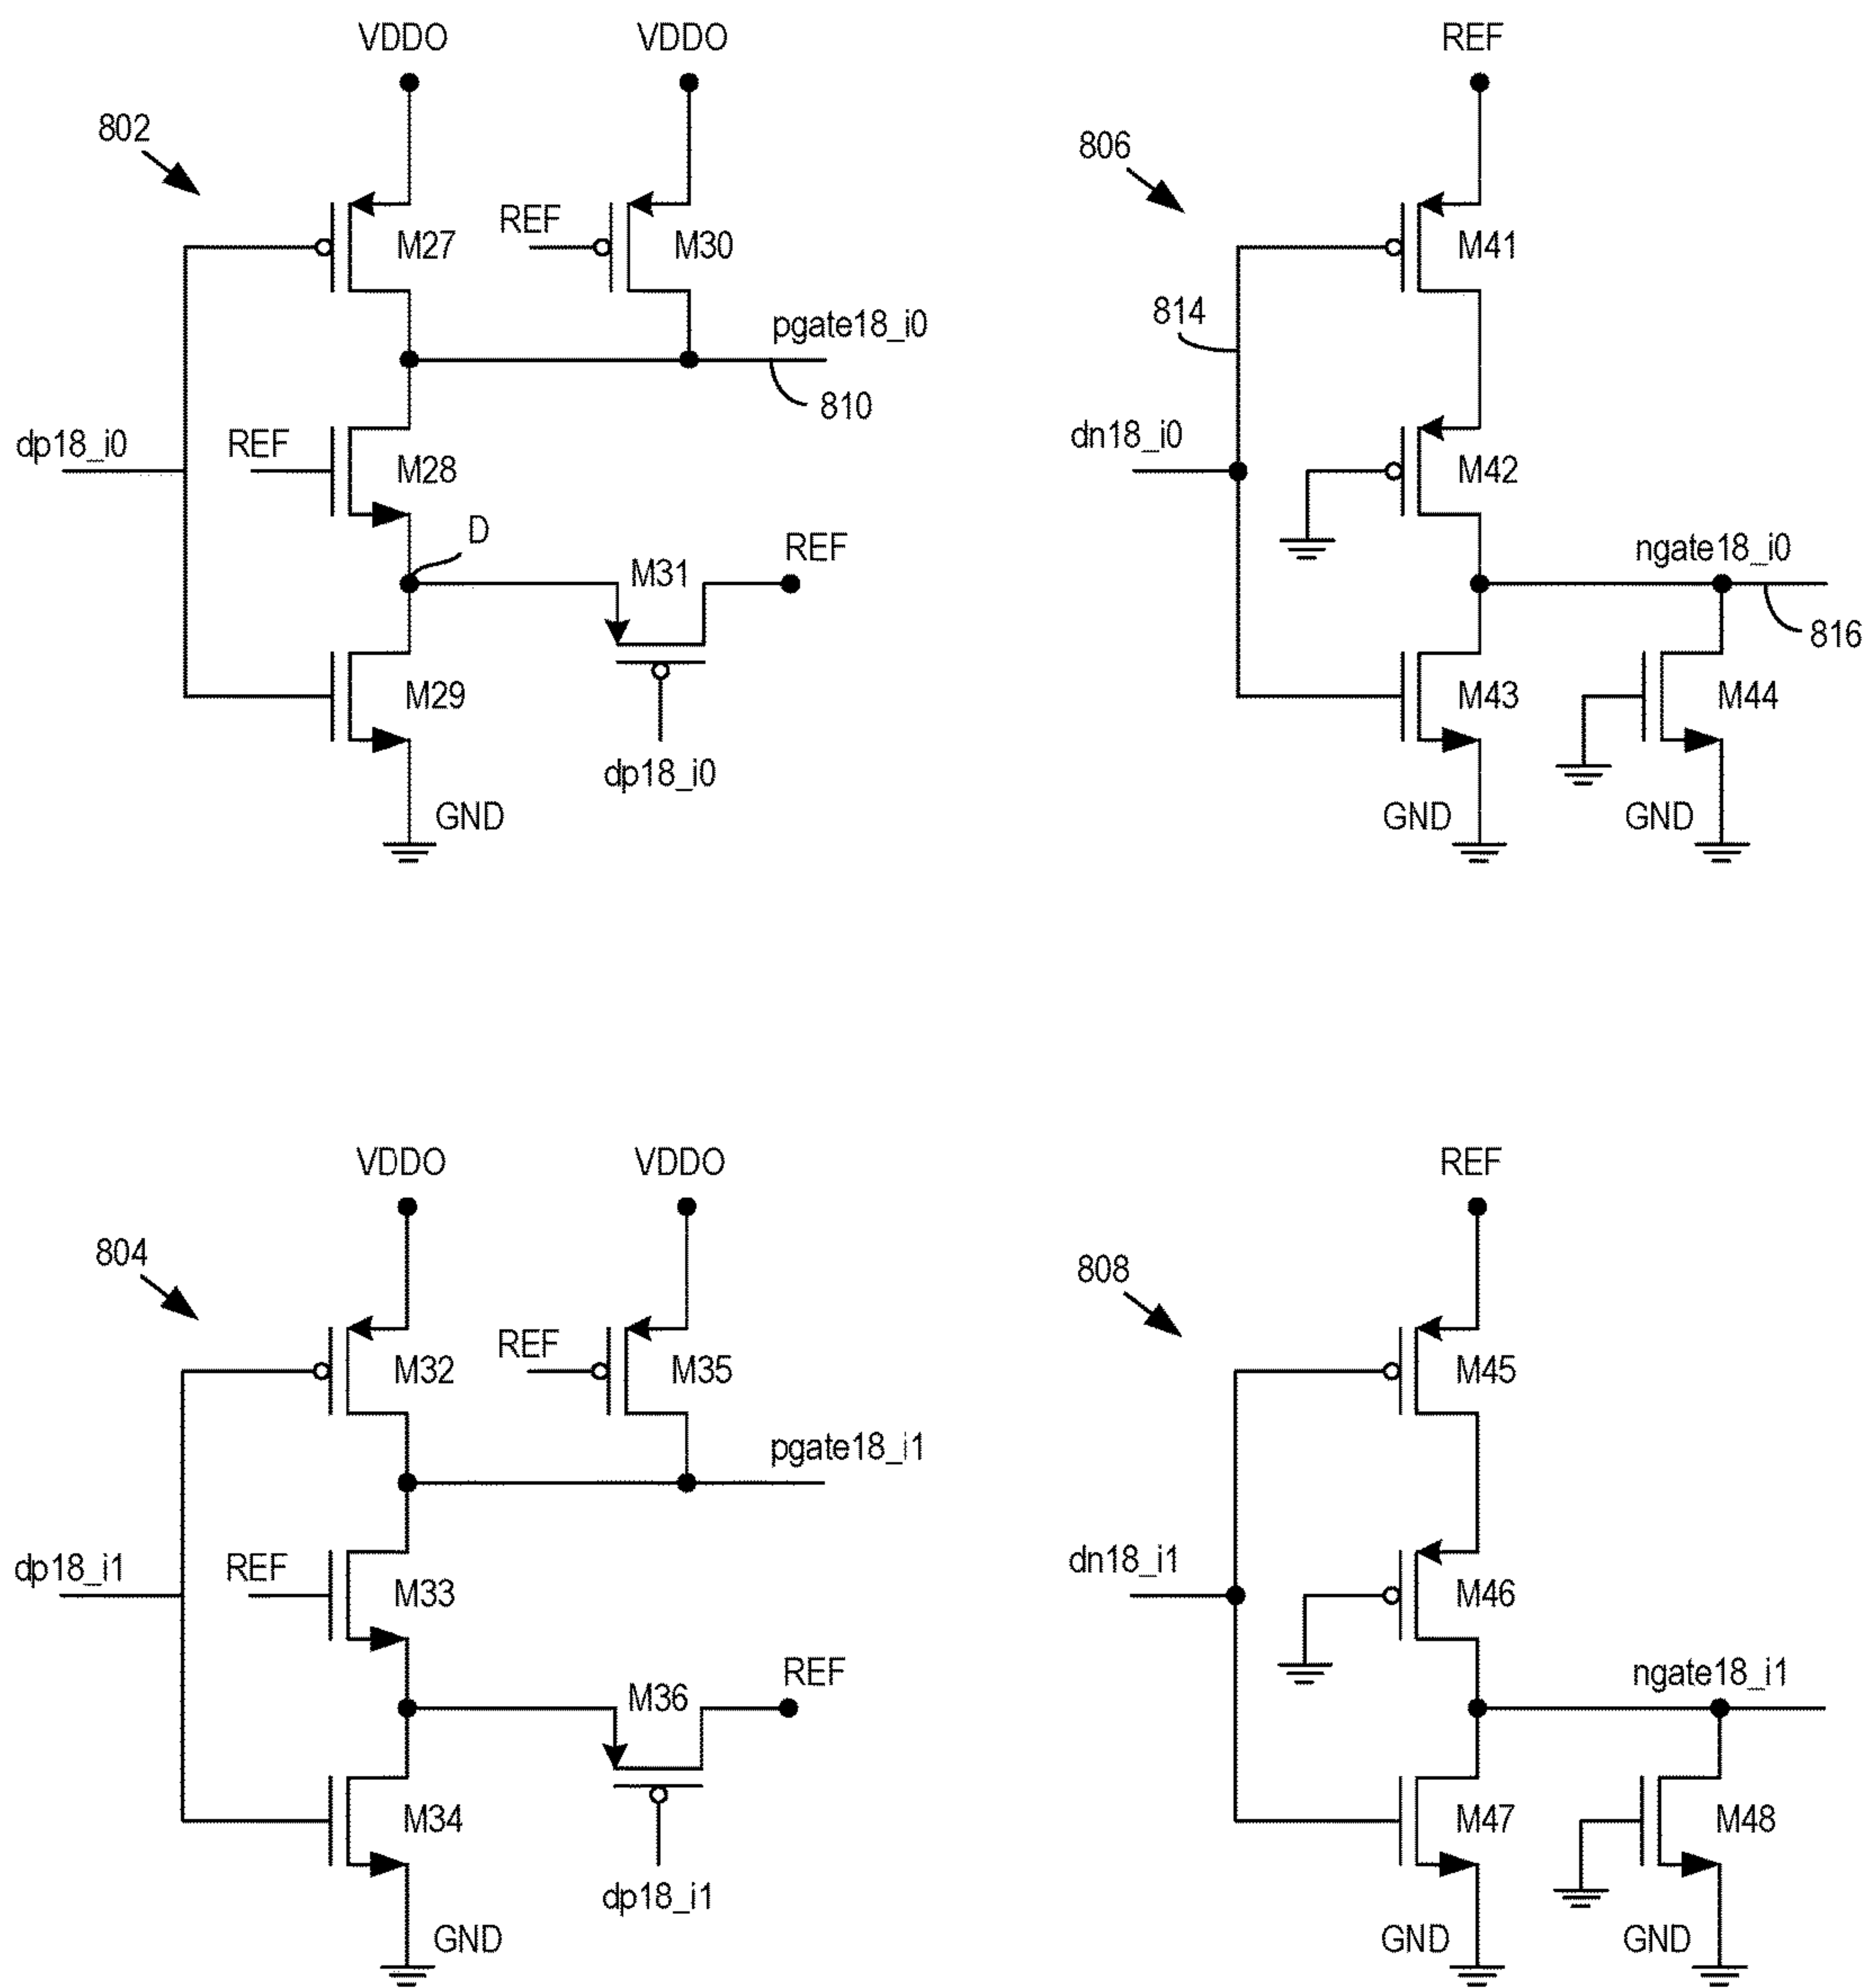 VDDO
VDDO
802
REF
M27
M30
pgate18_i0
810
dp18_i0
REF
M28
D
M31
REF
M29
dp18_i0
GND
REF
806
M41
814
dn18_i0
M42
ngate18_i0
816
M43
M44
GND
GND
VDDO
VDDO
804
REF
M32
M35
pgate18_i1
dp18_i1
REF
M33
M36
REF
M34
dp18_i1
GND
REF
808
M45
dn18_i1
M46
ngate18_i1
M47
M48
GND
GND